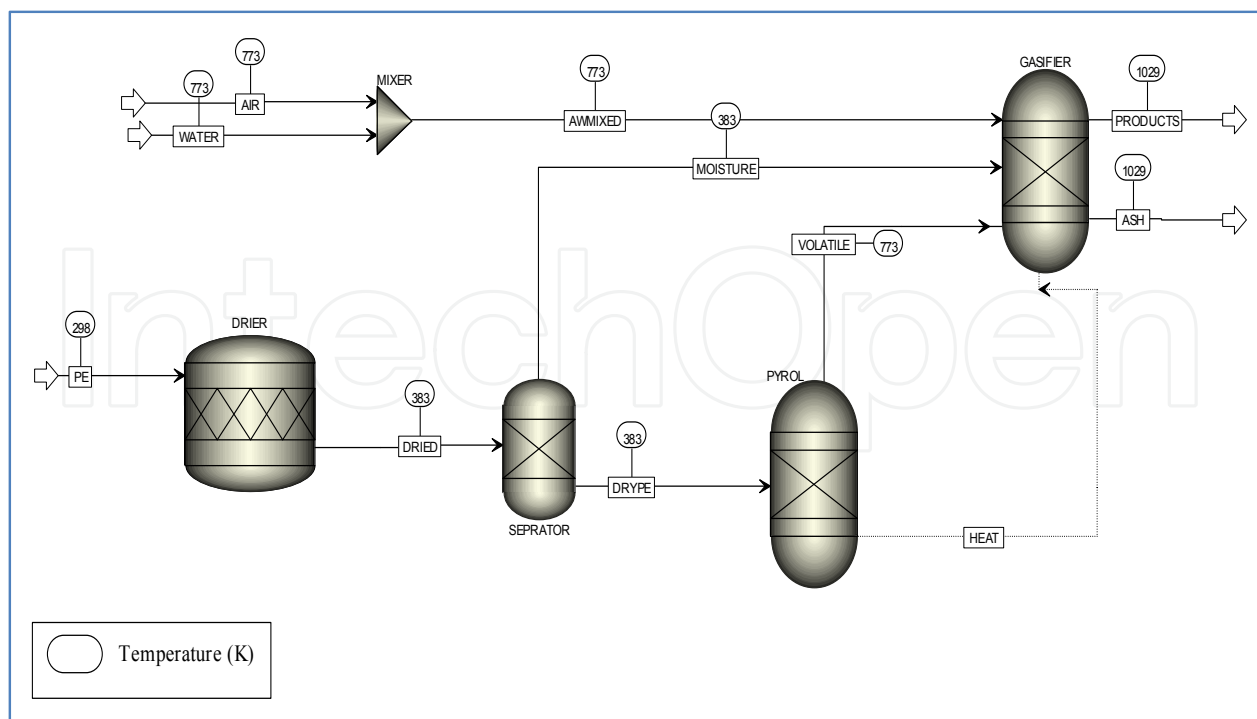 GASIFIER
773
773
1029
773
MIXER
AIR
AWMIXED
383
PRODUCTS
WATER
MOISTURE
1029
ASH
VOLATILE
773
IntechOpen
298
DRIER
PE
PYROL
383
383
DRIED
DRYPE
SEPRATOR
HEAT
Temperature (K)